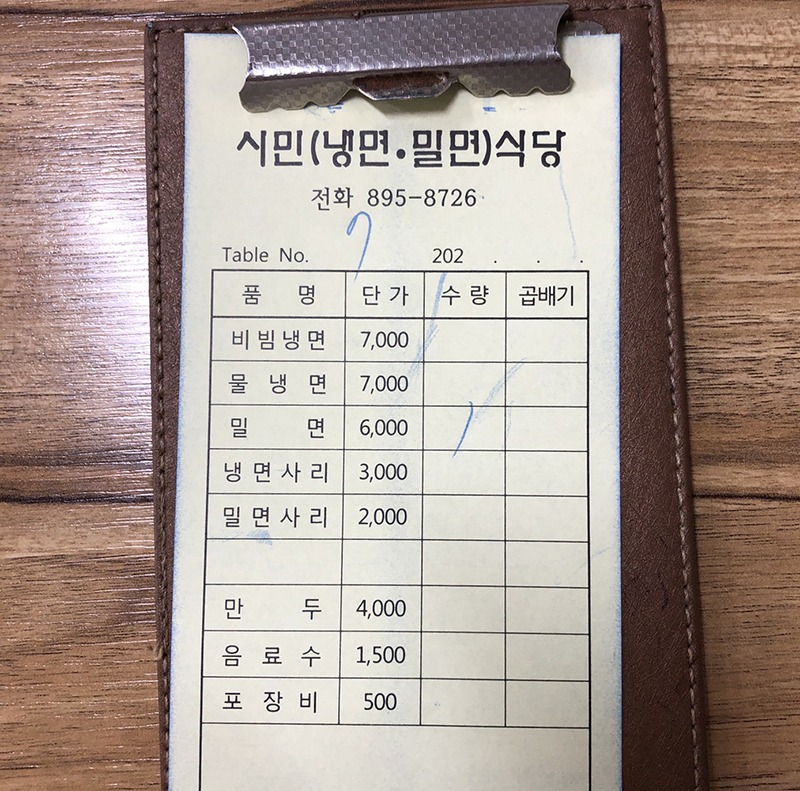 시민(냉면•밀면)식당
전화 895-8726
Table No. 7 202 . . .
품 명 단 가 수 량 곱배기
비빔냉면 7,000
물 냉 면 7,000
밀 면 6,000
냉면사리 3,000
밀면사리 2,000
만 두 4,000
음 료 수 1,500
포 장 비 500